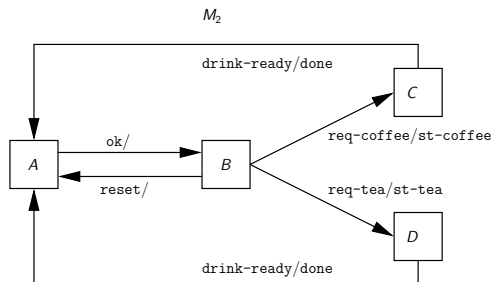 M2
drink-ready/done
C
ok/
req-coffee/st-coffee
A
B
reset/
req-tea/st-tea
D
drink-ready/done